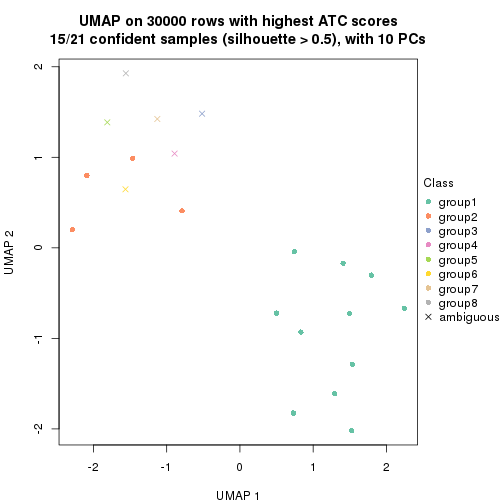 UMAP on 30000 rows with highest ATC scores
15/21 confident samples (silhouette > 0.5), with 10 PCs
2
1
0
-1
-2
UMAP 2
-2 -1 0 1 2
UMAP 1
Class
group1
group2
group3
group4
group5
group6
group7
group8
ambiguous